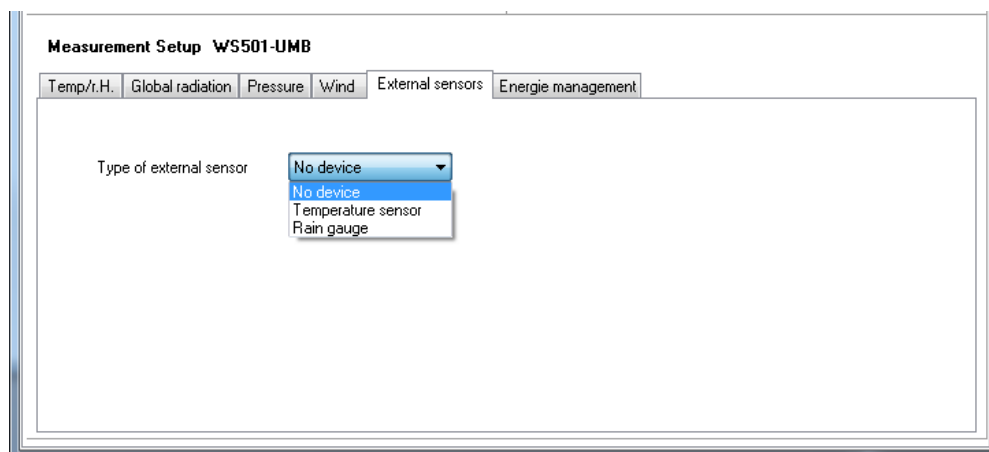 Measurement Setup WS501-UMB
Temp/r.H. Global radiation Pressure Wind External sensors Energie management
Type of external sensor No device
No device
Temperature sensor
Rain gauge